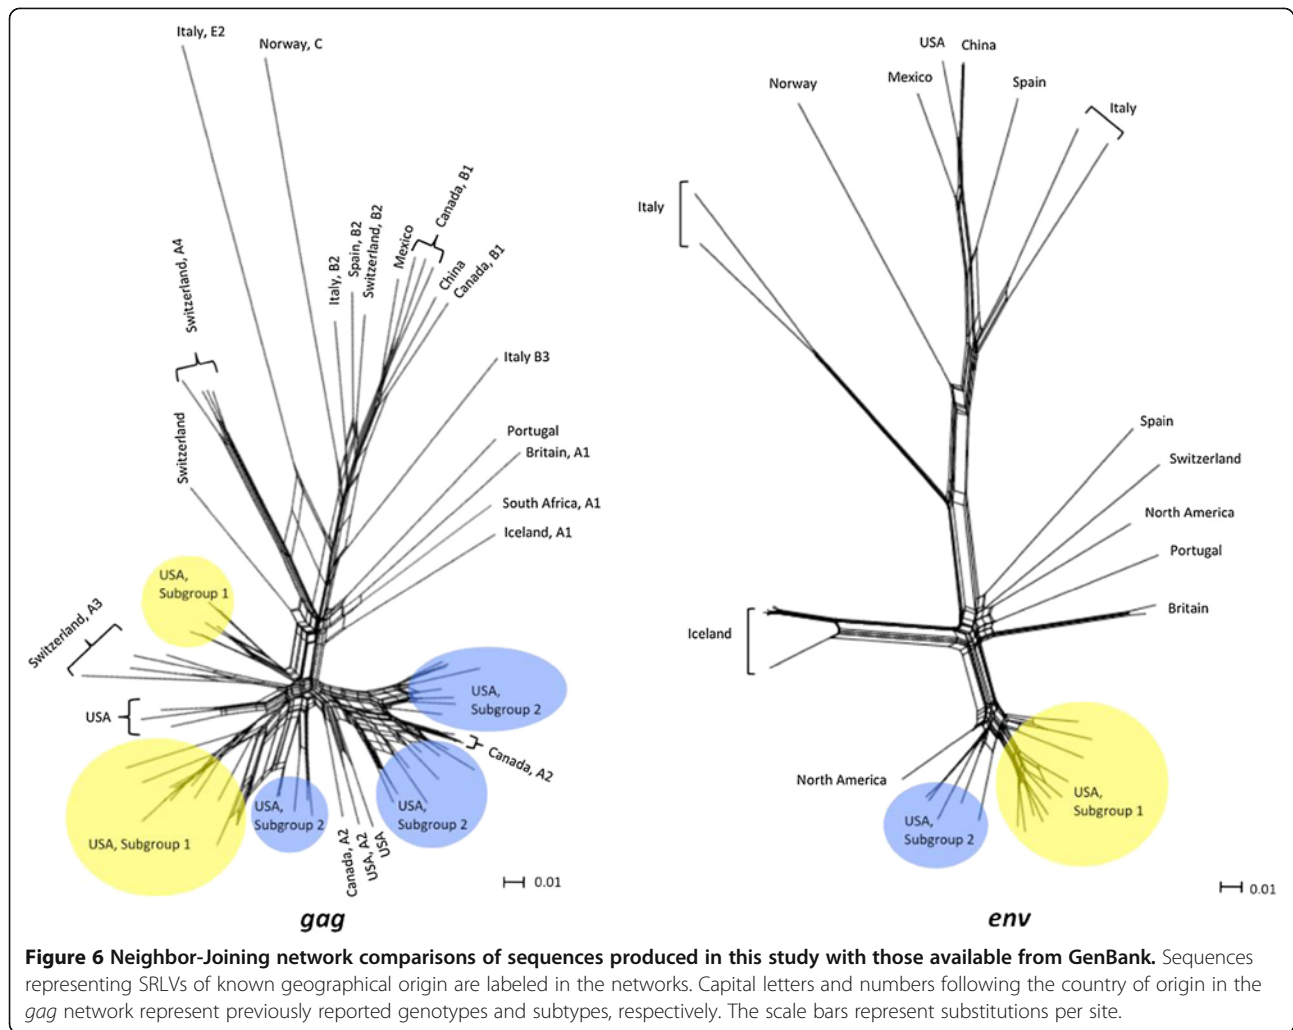 Italy, E2
Norway, C
Switzerland, A4
Italy, B2
Spain, B2
Switzerland, B2
Mexico
Canada, B1
China
Canada, B1
Italy B3
Switzerland
Portugal
Britain, A1
South Africa, A1
Iceland, A1
USA,
Subgroup 1
Switzerland, A3
USA
USA,
Subgroup 2
Canada, A2
USA, Subgroup 1
USA,
Subgroup 2
USA,
Subgroup 2
Canada, A2
USA, A2
USA
0.01
gag
USA
China
Mexico
Norway
Spain
Italy
Italy
Spain
Switzerland
North America
Portugal
Britain
Iceland
North America
USA,
Subgroup 1
USA,
Subgroup 2
0.01
env
Figure 6 Neighbor-Joining network comparisons of sequences produced in this study with those available from GenBank. Sequences
representing SRLVs of known geographical origin are labeled in the networks. Capital letters and numbers following the country of origin in the
gag network represent previously reported genotypes and subtypes, respectively. The scale bars represent substitutions per site.